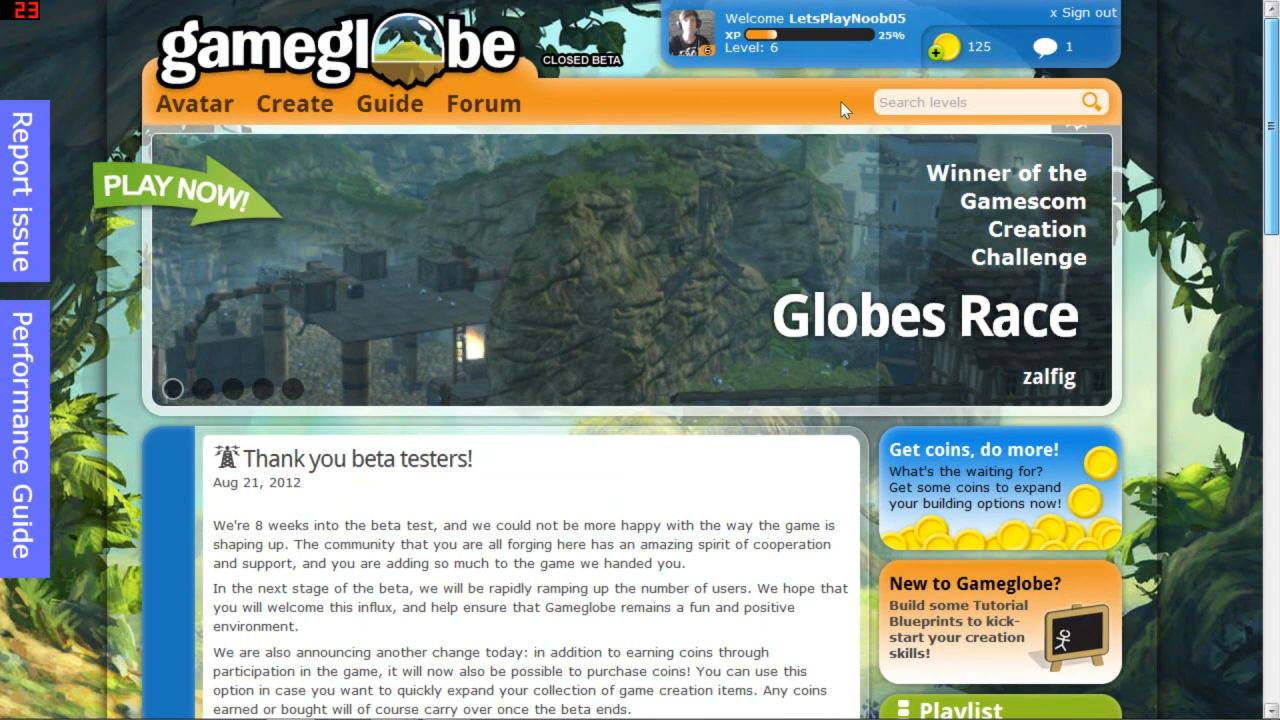 23
gameglobe
CLOSED BETA
Welcome LetsPlayNoob05
XP 25%
Level: 6
6
x Sign out
125
1
Avatar Create Guide Forum
Search levels
Report issue
Performance Guide
PLAY NOW!
Winner of the
Gamescom
Creation
Challenge
Globes Race
zalfig
Thank you beta testers!
Aug 21, 2012
We're 8 weeks into the beta test, and we could not be more happy with the way the game is
shaping up. The community that you are all forging here has an amazing spirit of cooperation
and support, and you are adding so much to the game we handed you.
In the next stage of the beta, we will be rapidly ramping up the number of users. We hope that
you will welcome this influx, and help ensure that Gameglobe remains a fun and positive
environment.
We are also announcing another change today: in addition to earning coins through
participation in the game, it will now also be possible to purchase coins! You can use this
option in case you want to quickly expand your collection of game creation items. Any coins
earned or bought will of course carry over once the beta ends.
Get coins, do more!
What's the waiting for?
Get some coins to expand
your building options now!
New to Gameglobe?
Build some Tutorial
Blueprints to kick-
start your creation
skills!
Playlist